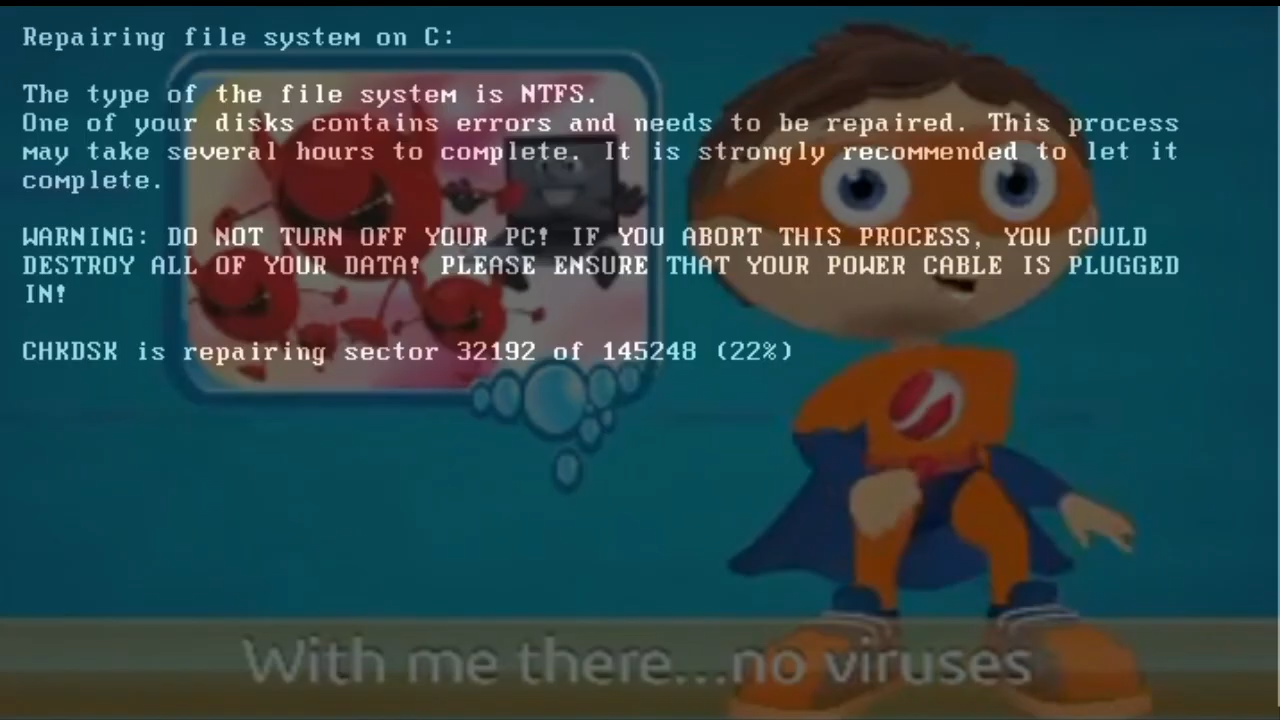 Repairing file system on C:
The type of the file system is NTFS.
One of your disks contains errors and needs to be repaired. This process
may take several hours to complete. It is strongly recommended to let it
complete.
WARNING: DO NOT TURN OFF YOUR PC! IF YOU ABORT THIS PROCESS, YOU COULD
DESTROY ALL OF YOUR DATA! PLEASE ENSURE THAT YOUR POWER CABLE IS PLUGGED
IN!
CHKDSK is repairing sector 32192 of 145248 (22%)
With me there...no viruses